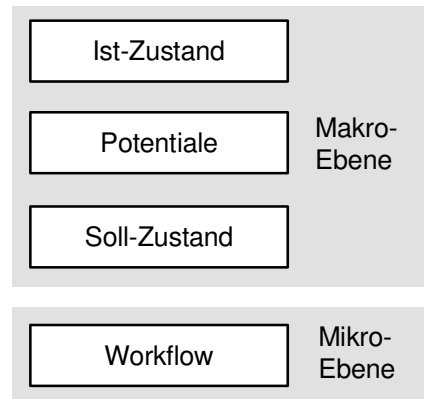 Ist-Zustand
Potentiale
Makro-
Ebene
Soll-Zustand
Workflow
Mikro-
Ebene